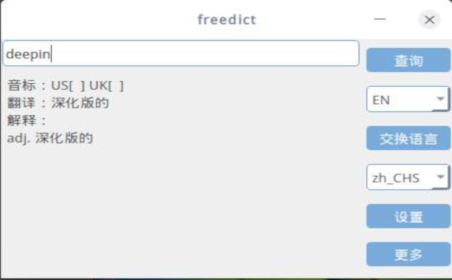 freedict
deepin
查询
音标：US[ ] UK[ ]
翻译：深化版的
解释：
adj. 深化版的
EN
交换语言
zh_CHS
设置
更多